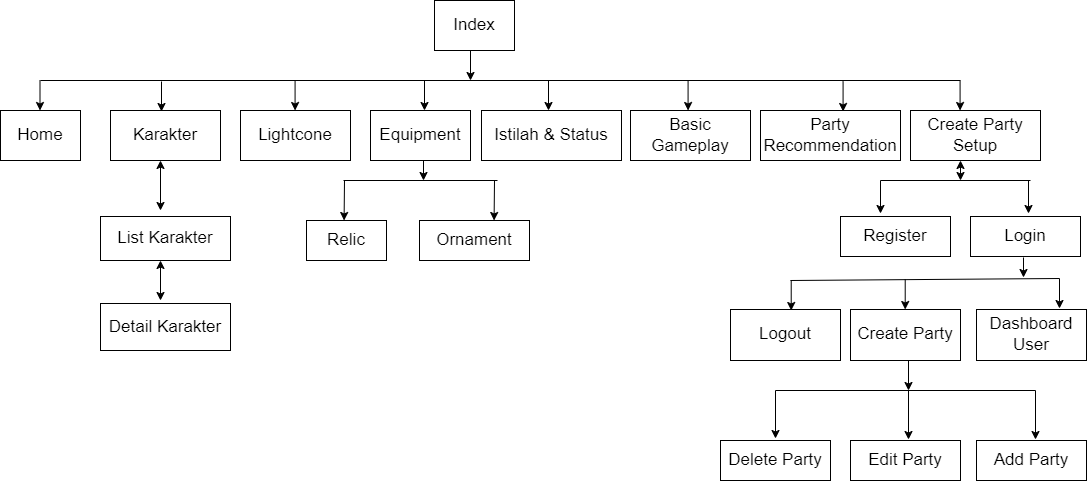 Index
Home
Karakter
Lightcone
Equipment
Istilah & Status
Basic
Gameplay
Party
Recommendation
Create Party
Setup
List Karakter
Relic
Ornament
Register
Login
Detail Karakter
Logout
Create Party
Dashboard
User
Delete Party
Edit Party
Add Party